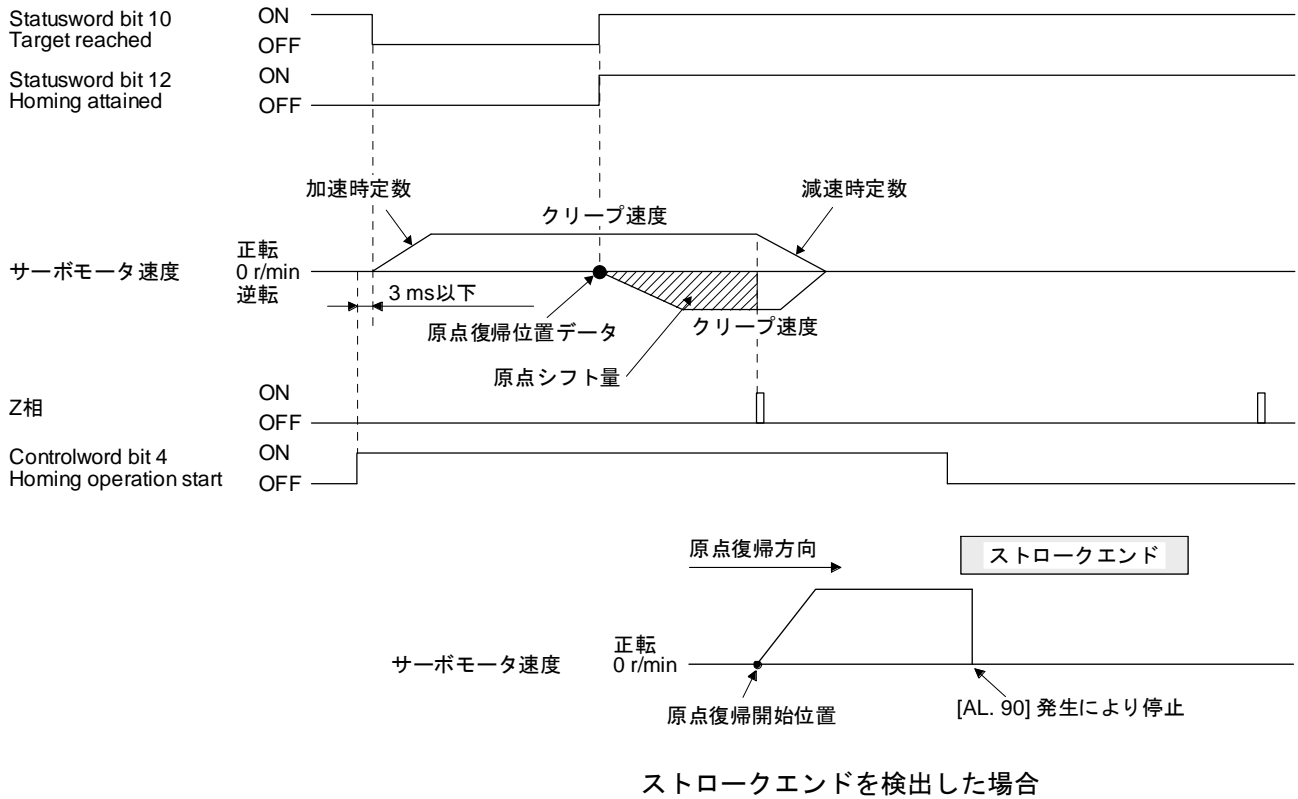 Statusword bit 10
Target reached
ON
OFF
Statusword bit 12
Homing attained
ON
OFF
加速時定数
減速時定数
クリープ速度
サーボモータ速度
正転
0 r/min
逆転
3 ms以下
原点復帰位置データ
クリープ速度
原点シフト量
Z相
ON
OFF
Controlword bit 4
Homing operation start
ON
OFF
原点復帰方向
ストロークエンド
サーボモータ速度
正転
0 r/min
原点復帰開始位置
[AL. 90] 発生により停止
ストロークエンドを検出した場合